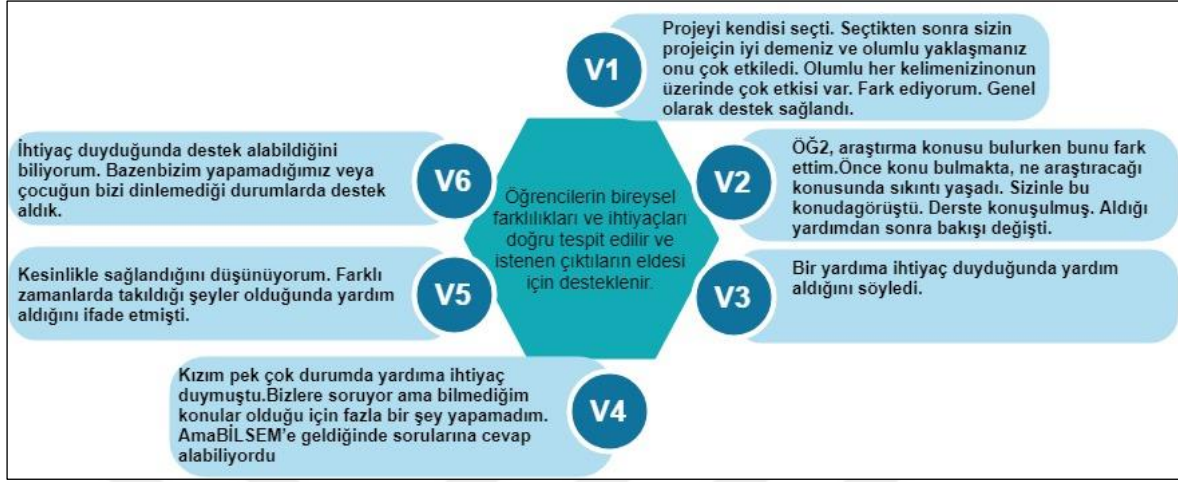 V1
Projeyi kendisi seçti. Seçtikten sonra sizin
projeiçin iyi demeniz ve olumlu yaklaşmanız
onu çok etkiledi. Olumlu her kelimenizinonun
üzerinde çok etkisi var. Fark ediyorum. Genel
olarak destek sağlandı.
V2
ÖĞ2, araştırma konusu bulurken bunu fark
ettim.Önce konu bulmakta, ne araştıracağı
konusunda sıkıntı yaşadı. Sizinle bu
konudagörüştü. Derste konuşulmuş. Aldığı
yardımdan sonra bakışı değişti.
V3
Bir yardıma ihtiyaç duyduğunda yardım
aldığını söyledi.
V4
Kızım pek çok durumda yardıma ihtiyaç
duymuştu.Bizlere soruyor ama bilmediğim
konular olduğu için fazla bir şey yapamadım.
AmaBİLSEM’e geldiğinde sorularına cevap
alabiliyordu
V5
Kesinlikle sağlandığını düşünüyorum. Farklı
zamanlarda takıldığı şeyler olduğunda yardım
aldığını ifade etmişti.
V6
İhtiyaç duyduğunda destek alabildiğini
biliyorum. Bazenbizim yapamadığımız veya
çocuğun bizi dinlemediği durumlarda destek
aldık.
Öğrencilerin bireysel
farklılıkları ve ihtiyaçları
doğru tespit edilir ve
istenen çıktıların eldesi
için desteklenir.